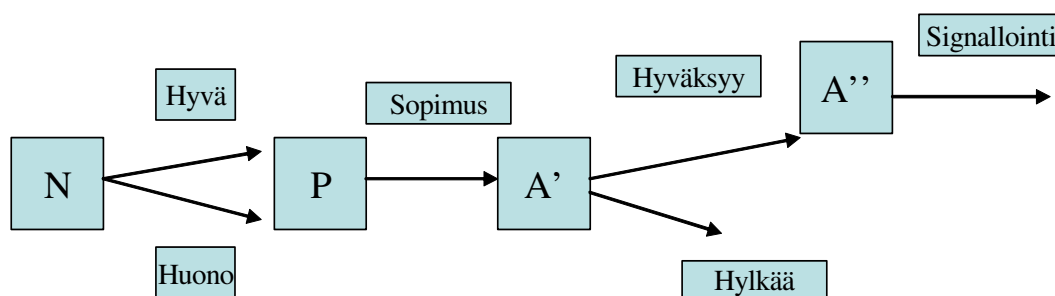 Signallointi
Hyväksyy
A''
Hyvä
Sopimus
N
P
A'
Huono
Hylkää